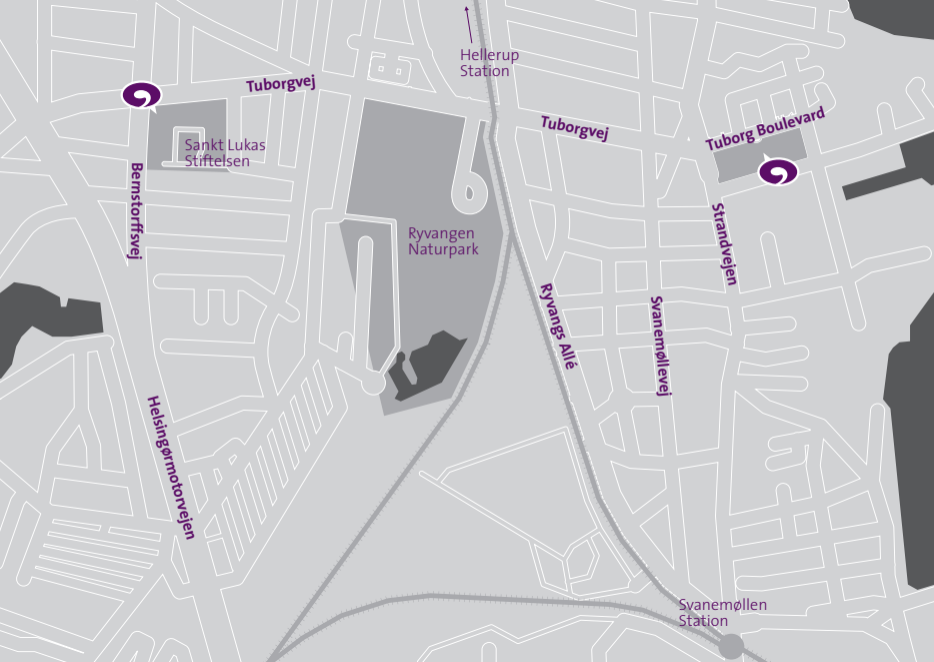 Hellerup
Station
Tuborgvej
Tuborgvej
Tuborg Boulevard
Sankt Lukas
Stiftelsen
Bernstorffsvej
Ryvangen
Naturpark
Strandvejen
Ryvangs Allé
Svanemøllevej
Helsingørmotorvejen
Svanemøllen
Station